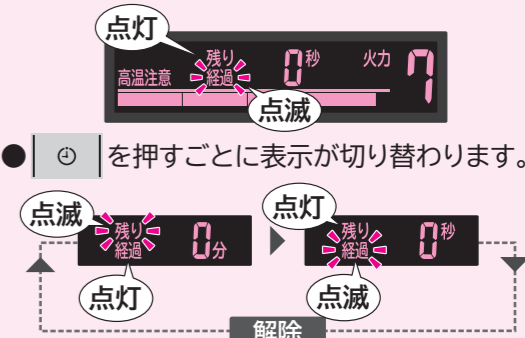 点灯
残り
経過
0秒
火力
7
高温注意
点滅
● を押すごとに表示が切り替わります。
点滅
残り
経過
0分
点灯
点灯
残り
経過
0秒
点滅
解除